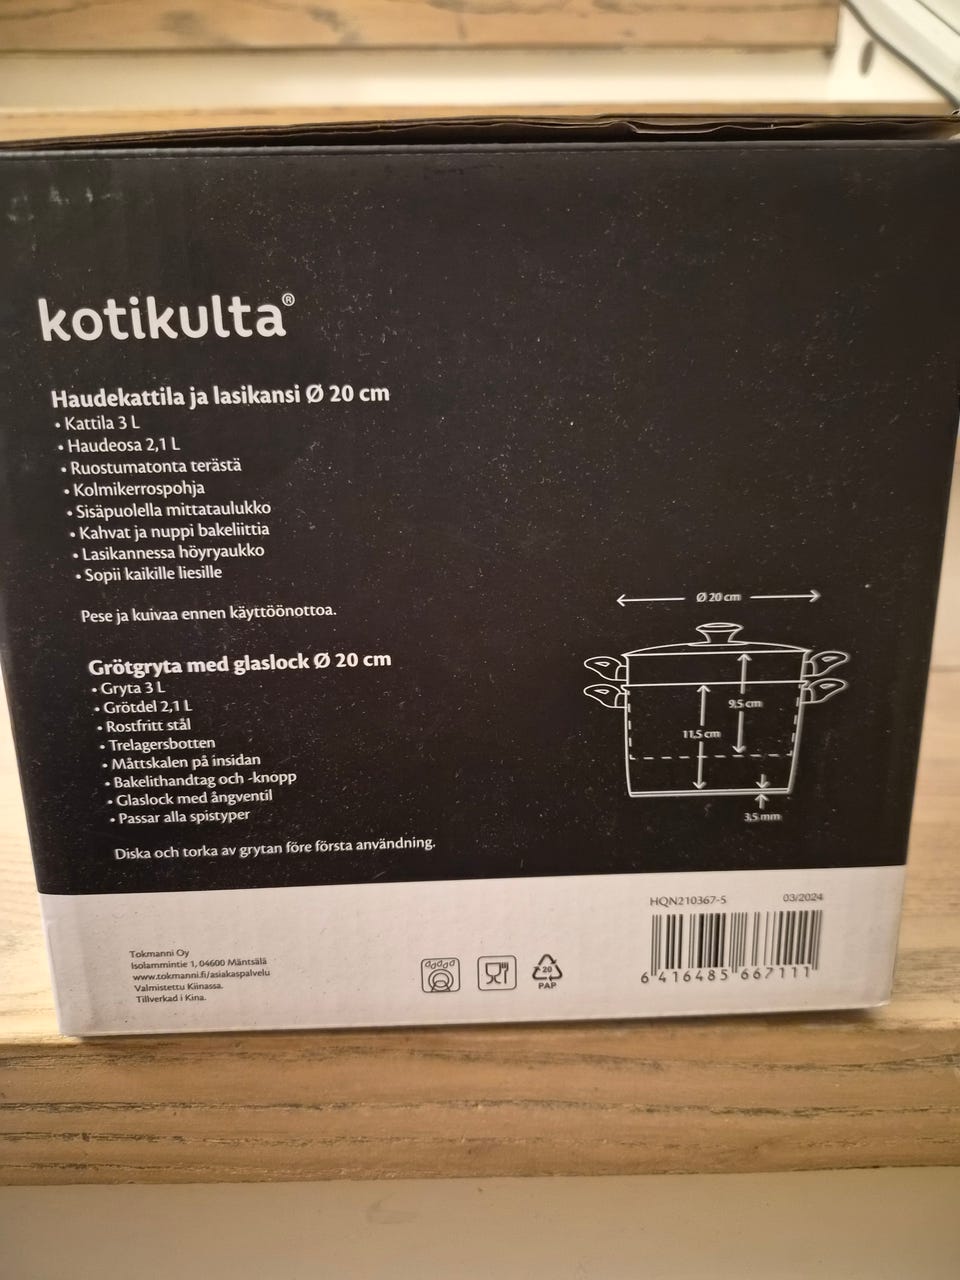 kotikulta®
Haudekattila ja lasikansi Ø 20 cm
• Kattila 3 L
• Haudeosa 2,1 L
• Ruostumatonta terästä
• Kolmikerrospohja
• Sisäpuolella mittataulukko
• Kahvat ja nuppi bakeliittia
• Lasikannessa höyryaukko
• Sopii kaikille liesille
Pese ja kuivaa ennen käyttöönottoa.
Grötgryta med glaslock Ø 20 cm
• Gryta 3 L
• Grötdel 2,1 L
• Rostfritt stål
• Trelagersbotten
• Måttskalen på insidan
• Bakelithandtag och -knopp
• Glaslock med ångventil
• Passar alla spistyper
Diska och torka av grytan före första användning.
Ø 20 cm
9,5 cm
11,5 cm
3,5 mm
Tokmanni Oy
Isolammintie 1, 04600 Mäntsälä
www.tokmanni.fi/asiakaspalvelu
Valmistettu Kiinassa.
Tillverkad i Kina.
20
PAP
HQN210367-5 03/2024
6 416485 667111